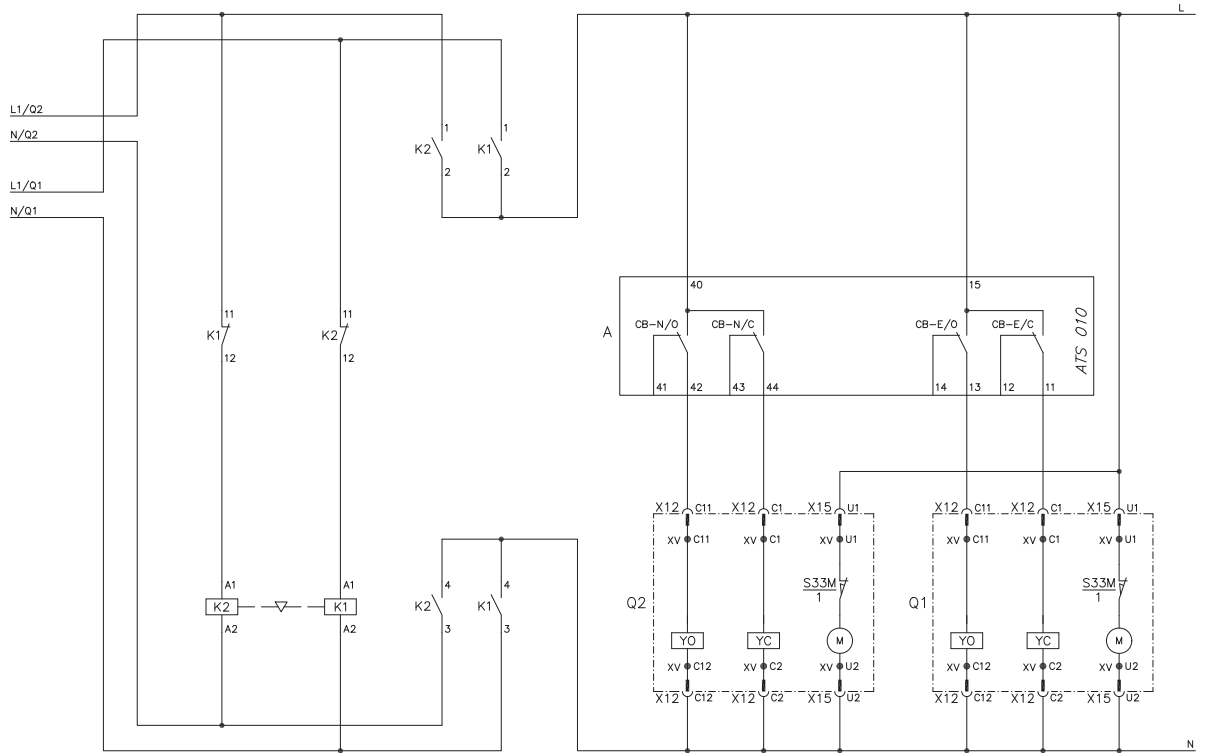 L
L1/Q2
N/Q2
L1/Q1
N/Q1
1 1
K2 K1
2 2
40 15
A CB-N/O CB-N/C CB-E/O CB-E/C ATS 010
41 42 43 44 14 13 12 11
11 11
K1 K2
12 12
X12 C11 X12 C1 X15 U1 X12 C11 X12 C1 X15 U1
XV C11 XV C1 XV U1 XV C11 XV C1 XV U1
A1 A1 4 4 S33M S33M
K2 K1 K2 K1 Q2 1 Q1 1
A2 A2 3 3
YO YC M YO YC M
XV C12 XV C2 XV U2 XV C12 XV C2 XV U2
X12 C12 X12 C2 X15 U2 X12 C12 X12 C2 X15 U2
N